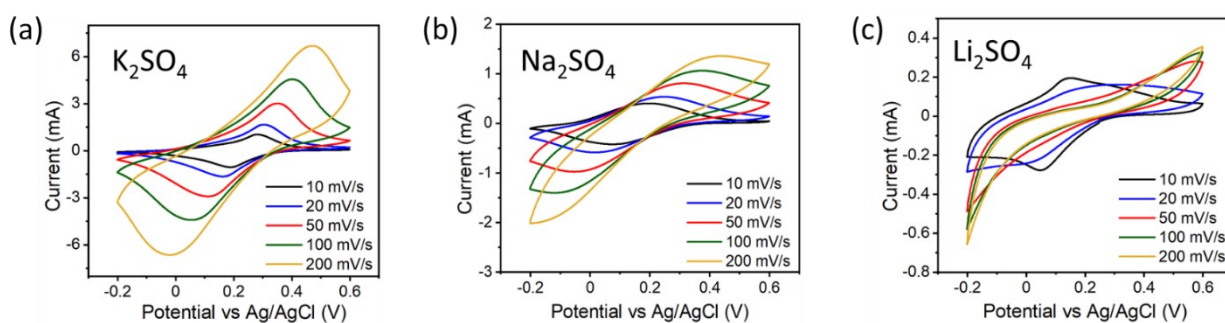 (a)
K₂SO₄
Current (mA)
6
3
0
-3
-6
-0.2
0
0.2
0.4
0.6
Potential vs Ag/AgCl (V)
10 mV/s
20 mV/s
50 mV/s
100 mV/s
200 mV/s
(b)
Na₂SO₄
Current (mA)
2
1
0
-1
-2
-3
-0.2
0
0.2
0.4
0.6
Potential vs Ag/AgCl (V)
10 mV/s
20 mV/s
50 mV/s
100 mV/s
200 mV/s
(c)
Li₂SO₄
Current (mA)
0.4
0.2
0.0
-0.2
-0.4
-0.6
-0.8
-0.2
0
0.2
0.4
0.6
Potential vs Ag/AgCl (V)
10 mV/s
20 mV/s
50 mV/s
100 mV/s
200 mV/s